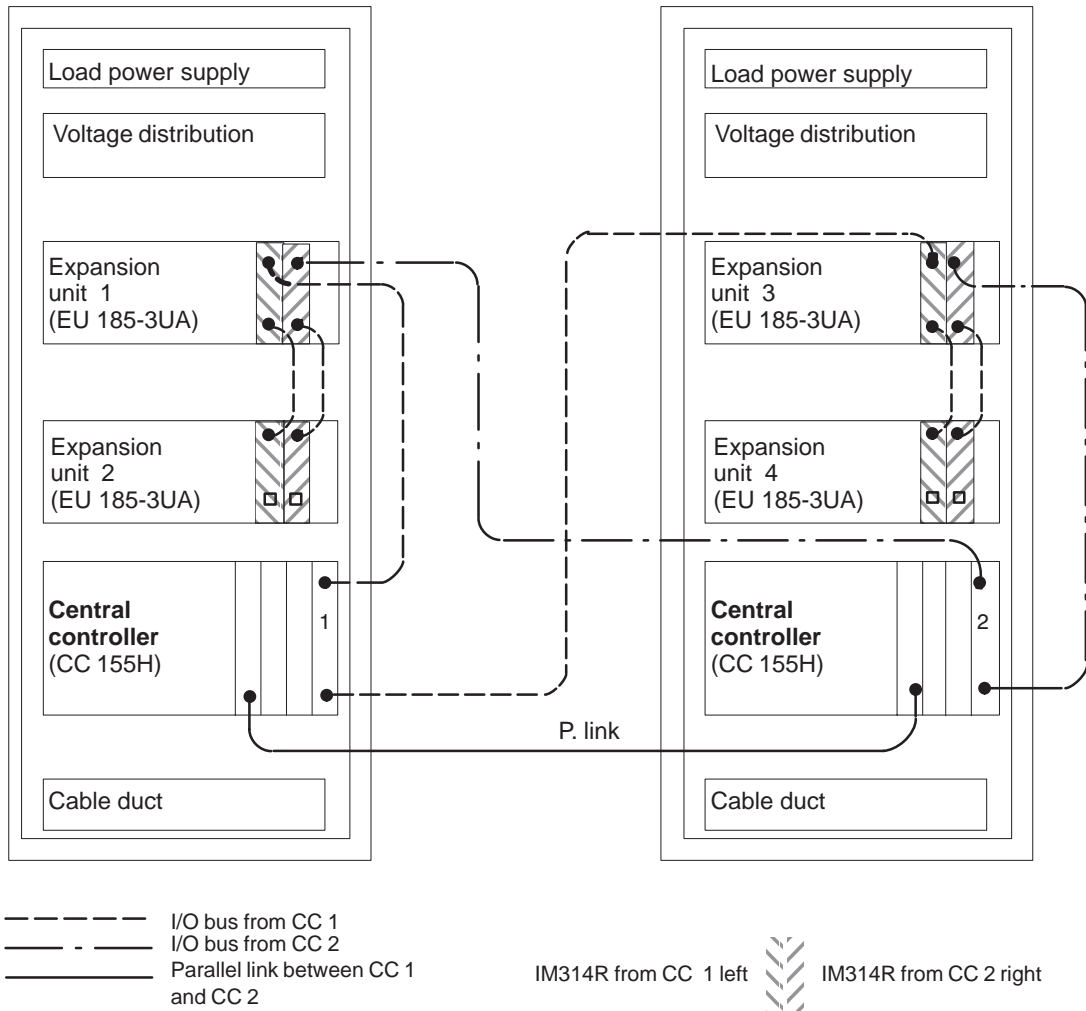 Load power supply
Voltage distribution
Expansion
unit 1
(EU 185-3UA)
Expansion
unit 2
(EU 185-3UA)
Central
controller
(CC 155H)
1
Cable duct
Load power supply
Voltage distribution
Expansion
unit 3
(EU 185-3UA)
Expansion
unit 4
(EU 185-3UA)
Central
controller
(CC 155H)
2
Cable duct
P. link
I/O bus from CC 1
I/O bus from CC 2
Parallel link between CC 1
and CC 2
IM314R from CC 1 left
IM314R from CC 2 right